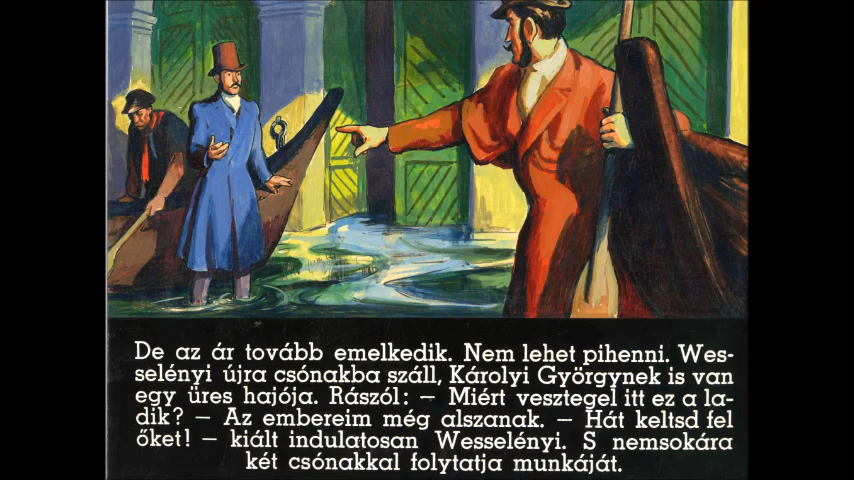 De az ár tovább emelkedik. Nem lehet pihenni. Wes-
selényi újra csónakba száll, Károlyi Györgynek is van
egy üres hajója. Rászól: – Miért vesztegel itt ez a la-
dik? – Az embereim még alszanak. – Hát keltsd fel
őket! – kiált indulatosan Wesselényi. S nemsokára
két csónakkal folytatja munkáját.